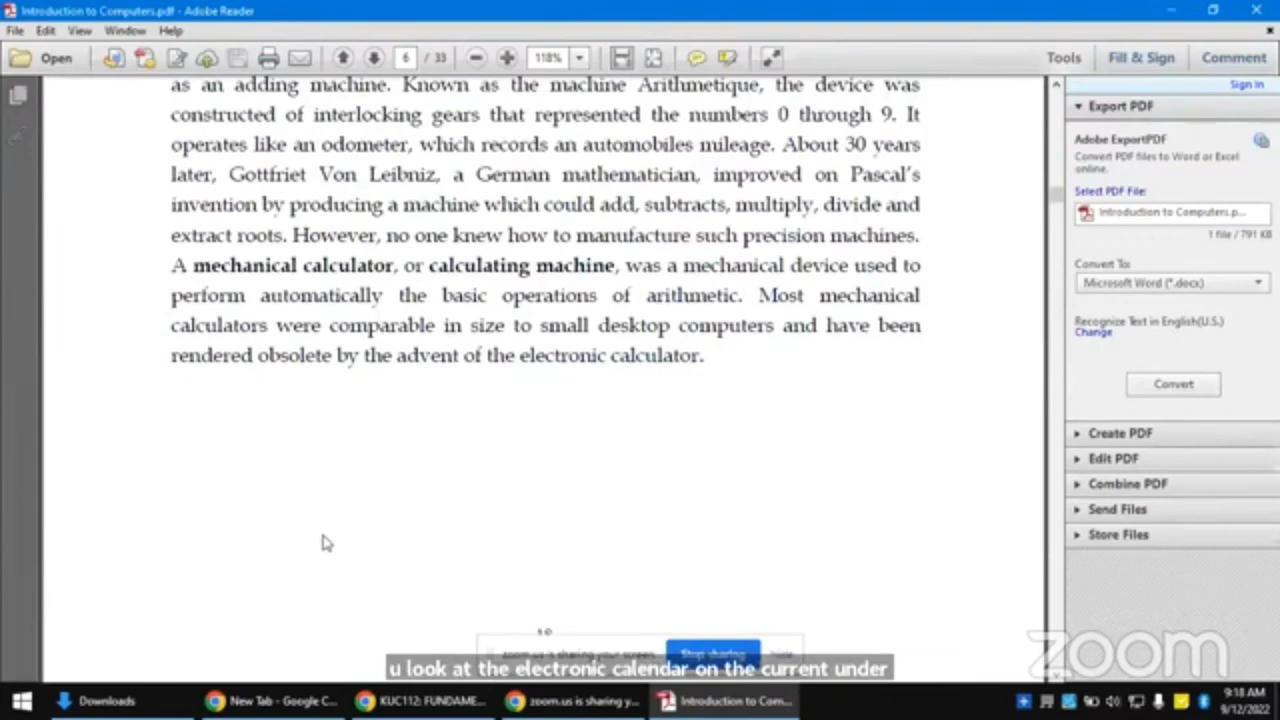 Introduction to Computers.pdf - Adobe Reader
File Edit View Window Help
Open 6 / 33 118% Tools Fill & Sign Comment
Sign In
as an adding machine. Known as the machine Arithmetique, the device was
constructed of interlocking gears that represented the numbers 0 through 9. It
operates like an odometer, which records an automobiles mileage. About 30 years
later, Gottfriet Von Leibniz, a German mathematician, improved on Pascal's
invention by producing a machine which could add, subtracts, multiply, divide and
extract roots. However, no one knew how to manufacture such precision machines.
A mechanical calculator, or calculating machine, was a mechanical device used to
perform automatically the basic operations of arithmetic. Most mechanical
calculators were comparable in size to small desktop computers and have been
rendered obsolete by the advent of the electronic calculator.
Export PDF
Adobe ExportPDF
Convert PDF files to Word or Excel
online.
Select PDF File:
Introduction to Computers.p...
1 file / 791 KB
Convert To:
Microsoft Word (*.docx)
Recognize Text in English(U.S.)
Change
Convert
Create PDF
Edit PDF
Combine PDF
Send Files
Store Files
zoom.us is sharing your screen. Stop sharing Hide
u look at the electronic calendar on the current under
zoom
Downloads
New Tab - Google C...
KUC112: FUNDAME...
zoom.us is sharing y...
Introduction to Com...
9:18 AM
9/12/2022